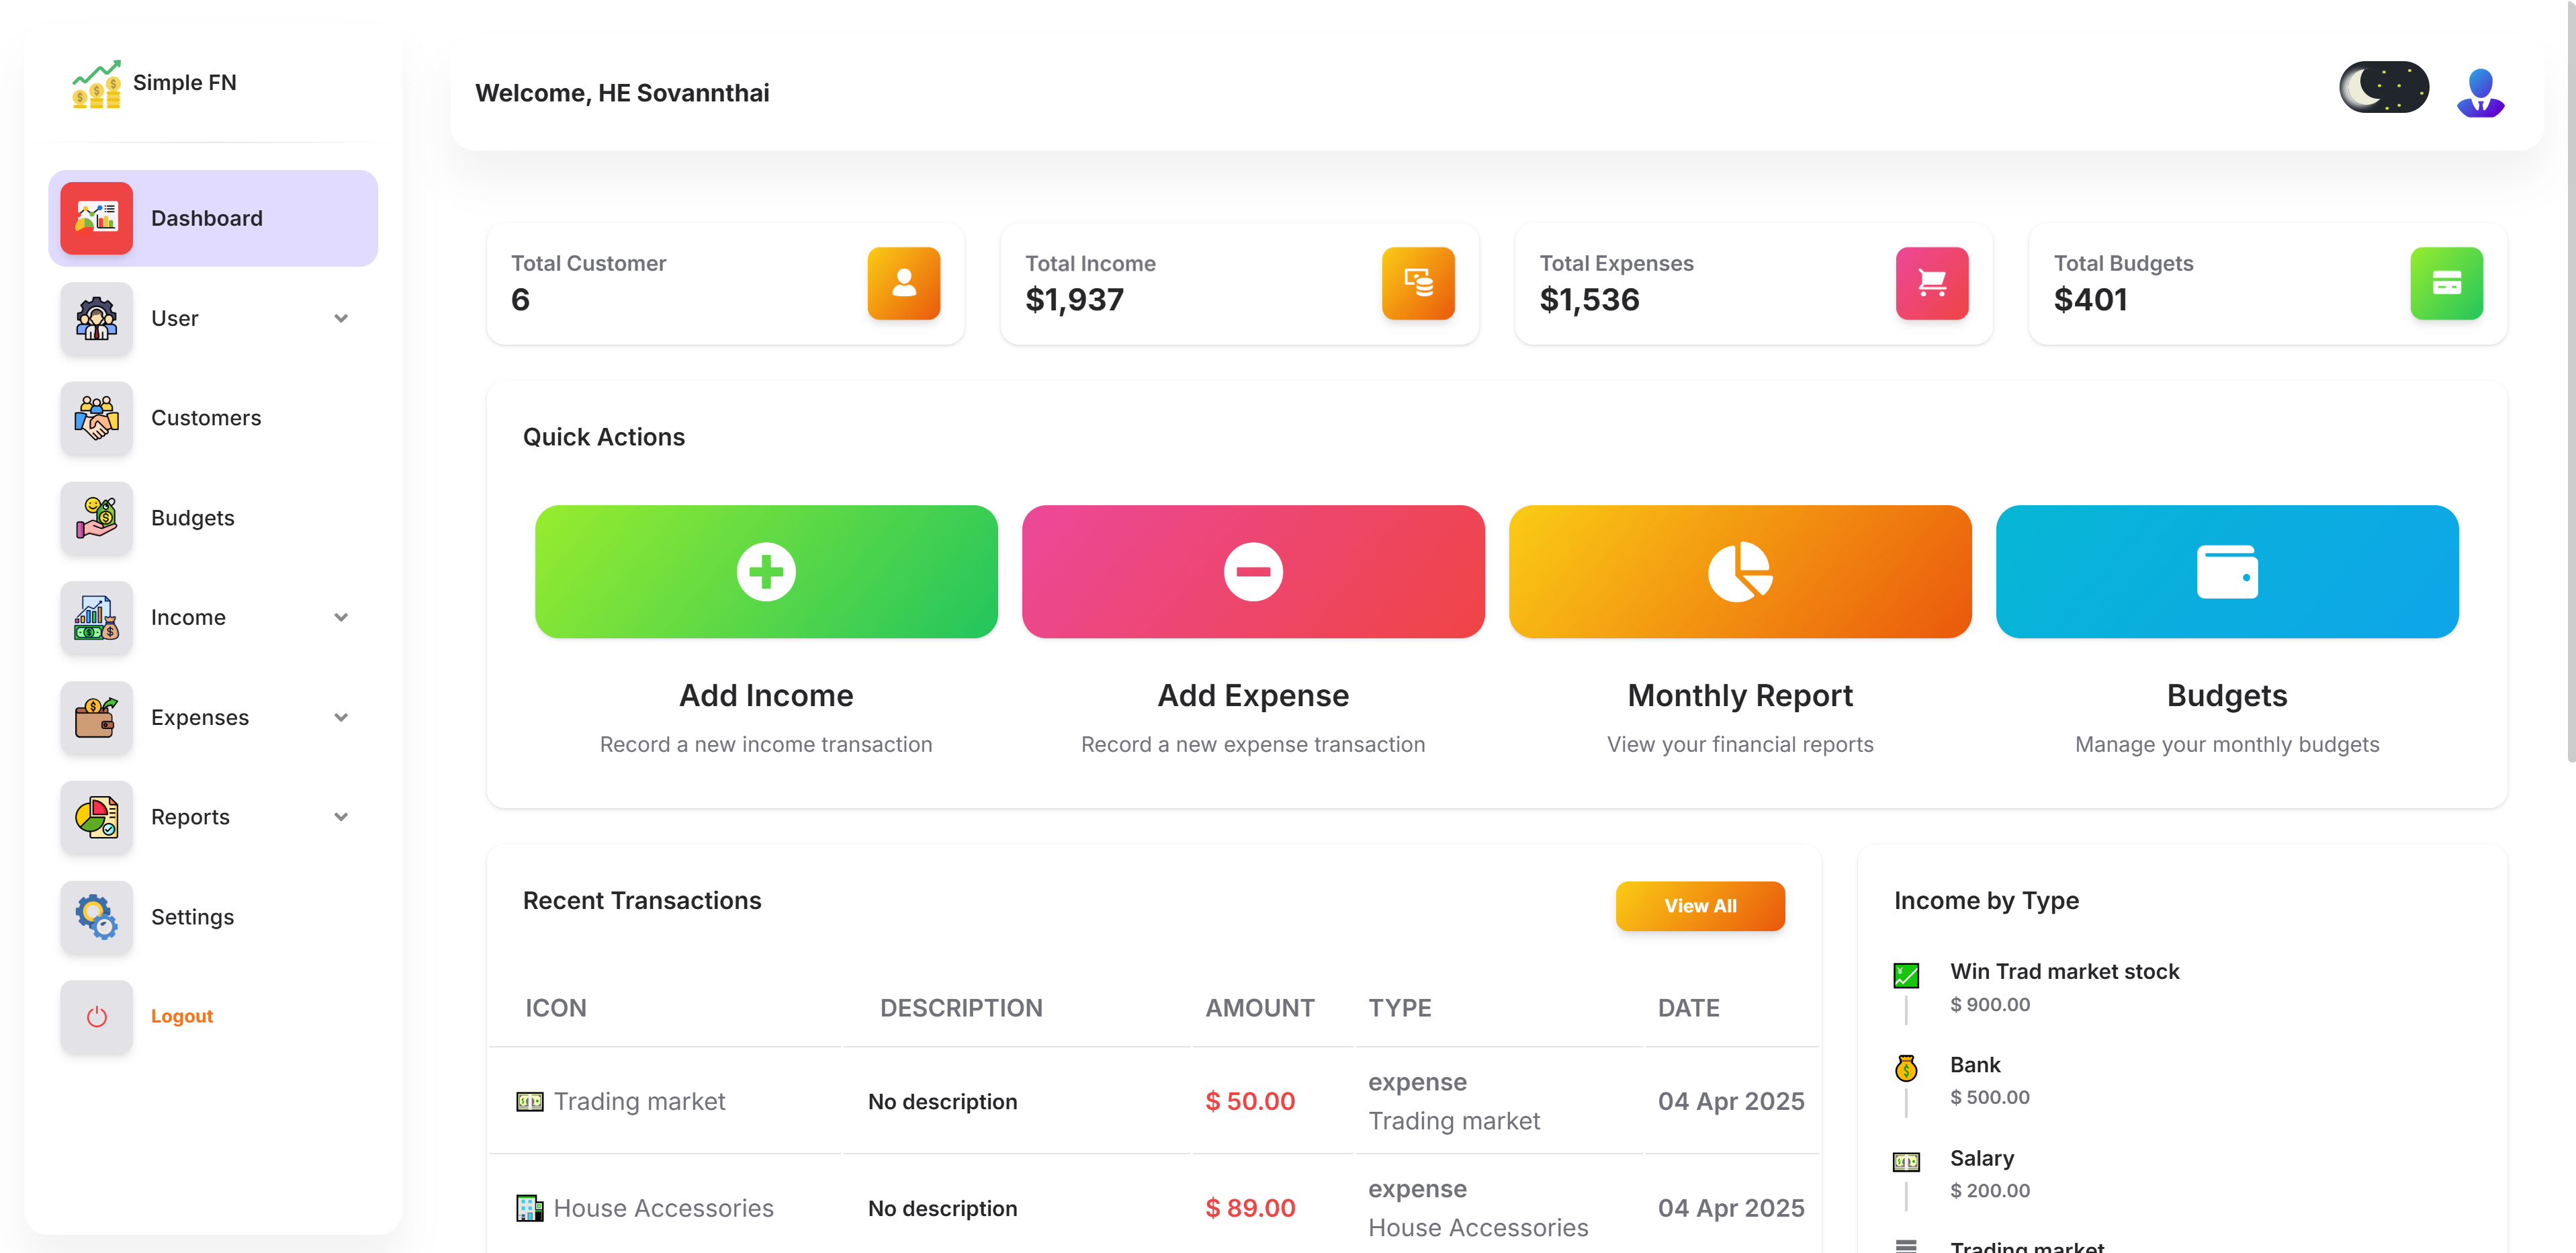 Simple FN
Dashboard
User
Customers
Budgets
Income
Expenses
Reports
Settings
Logout
Welcome, HE Sovannthai
Total Customer
6
Total Income
$1,937
Total Expenses
$1,536
Total Budgets
$401
Quick Actions
Add Income
Record a new income transaction
Add Expense
Record a new expense transaction
Monthly Report
View your financial reports
Budgets
Manage your monthly budgets
Recent Transactions
View All
ICON DESCRIPTION AMOUNT TYPE DATE
Trading market No description $ 50.00 expense Trading market 04 Apr 2025
House Accessories No description $ 89.00 expense House Accessories 04 Apr 2025
Income by Type
Win Trad market stock
$ 900.00
Bank
$ 500.00
Salary
$ 200.00
Trading market